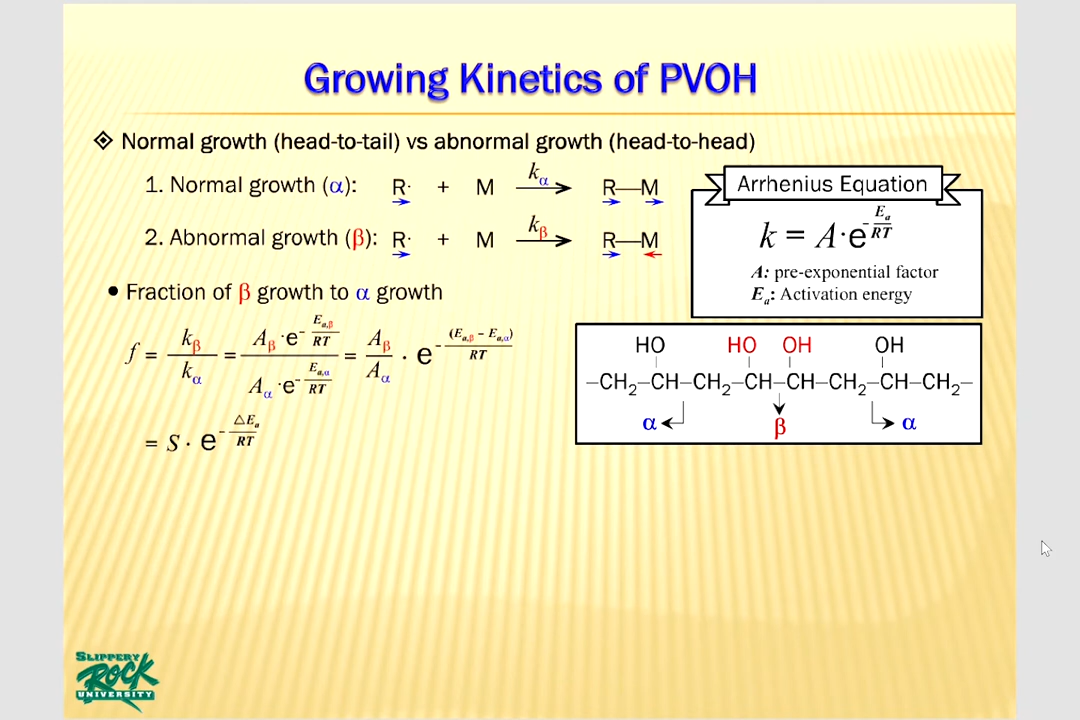 Growing Kinetics of PVOH
Normal growth (head-to-tail) vs abnormal growth (head-to-head)
1. Normal growth (α): R· + M kα R—M
2. Abnormal growth (β): R· + M kβ R—M
Arrhenius Equation
k = A·e^(-Ea/RT)
A: pre-exponential factor
Ea: Activation energy
• Fraction of β growth to α growth
f = kβ/kα = Aβ·e^(-Ea,β/RT) / Aα·e^(-Ea,α/RT) = Aβ/Aα · e^(-(Ea,β – Ea,α)/RT)
= S · e^(-△Ea/RT)
HO HO OH OH
–CH2–CH–CH2–CH–CH–CH2–CH–CH2–
α β α
SLIPPERY
ROCK
UNIVERSITY